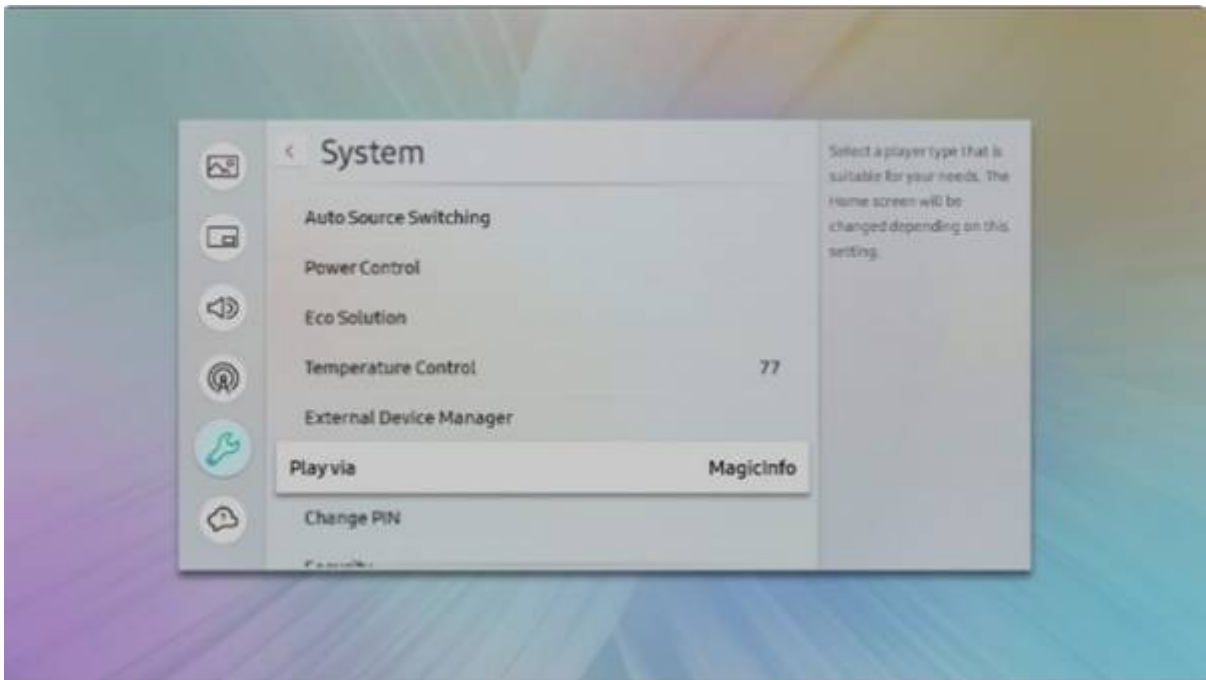 System
Auto Source Switching
Power Control
Eco Solution
Temperature Control 77
External Device Manager
Play via MagicInfo
Change PIN
Security
Select a player type that is
suitable for your needs. The
Home screen will be
changed depending on this
setting.